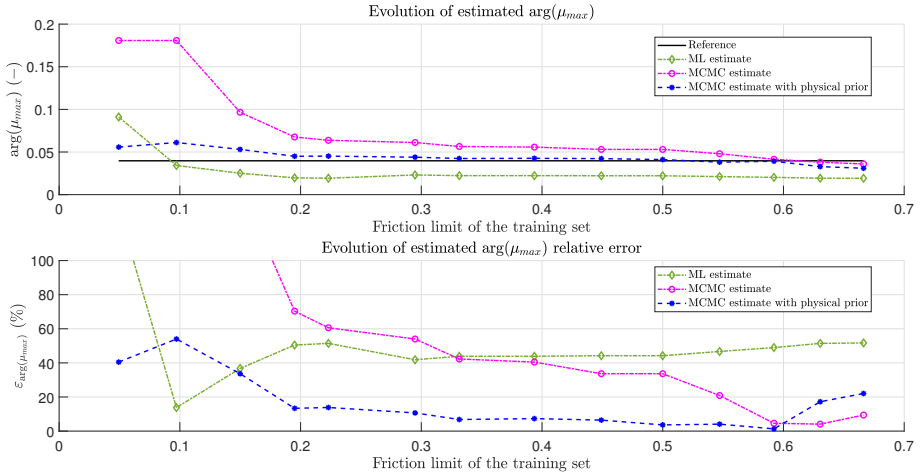 Evolution of estimated arg(μmax)
arg(μmax) (−)
0.2
0.15
0.1
0.05
0
Reference
ML estimate
MCMC estimate
MCMC estimate with physical prior
0 0.1 0.2 0.3 0.4 0.5 0.6 0.7
Friction limit of the training set
Evolution of estimated arg(μmax) relative error
εarg(μmax) (%)
100
80
60
40
20
0
ML estimate
MCMC estimate
MCMC estimate with physical prior
0 0.1 0.2 0.3 0.4 0.5 0.6 0.7
Friction limit of the training set